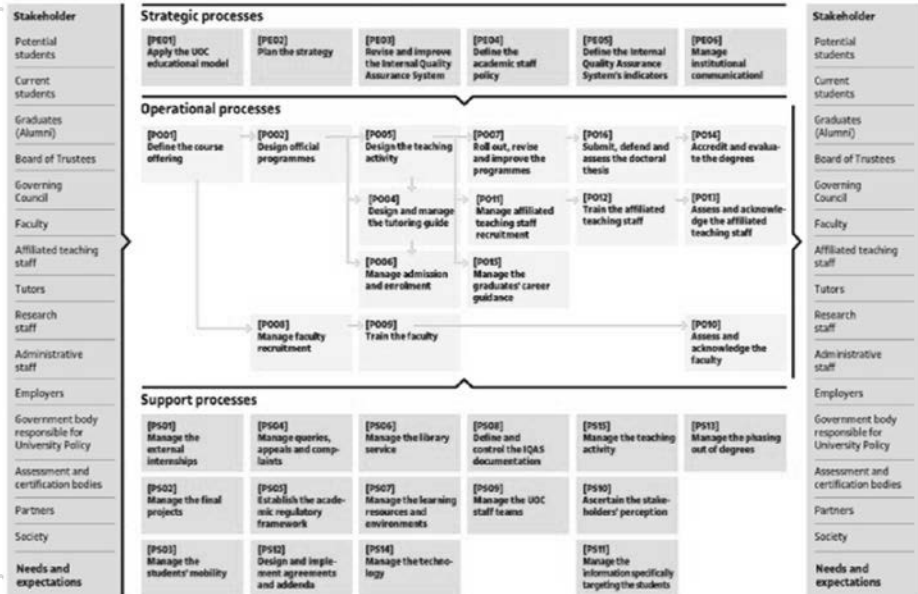 Stakeholder
Potential
students
Current
students
Graduates
(Alumni)
Board of Trustees
Governing
Council
Faculty
Affiliated teaching
staff
Tutors
Research
staff
Administrative
staff
Employers
Government body
responsible for
University Policy
Assessment and
certification bodies
Partners
Society
Needs and
expectations
Strategic processes
[PE01]
Apply the UOC
educational model
[PE02]
Plan the strategy
[PE03]
Revise and improve
the Internal Quality
Assurance System
[PE04]
Define the
academic staff
policy
[PE05]
Define the Internal
Quality Assurance
System's indicators
[PE06]
Manage
institutional
communicationl
Operational processes
[PO01]
Define the course
offering
[PO02]
Design official
programmes
[PO05]
Design the teaching
activity
[PO07]
Roll out, revise
and improve the
programmes
[PO16]
Submit, defend and
assess the doctoral
thesis
[PO14]
Accredit and evalua-
te the degrees
[PO04]
Design and manage
the tutoring guide
[PO11]
Manage affiliated
teaching staff
recruitment
[PO12]
Train the affiliated
teaching staff
[PO13]
Assess and acknowle-
dge the affiliated
teaching staff
[PO06]
Manage admission
and enrolment
[PO15]
Manage the
graduates' career
guidance
[PO08]
Manage faculty
recruitment
[PO09]
Train the faculty
[PO10]
Assess and
acknowledge the
faculty
Support processes
[PS01]
Manage the
external
internships
[PS04]
Manage queries,
appeals and comp-
laints
[PS06]
Manage the library
service
[PS08]
Define and
control the IQAS
documentation
[PS15]
Manage the teaching
activity
[PS13]
Manage the phasing
out of degrees
[PS02]
Manage the final
projects
[PS05]
Establish the acade-
mic regulatory
framework
[PS07]
Manage the learning
resources and
environments
[PS09]
Manage the UOC
staff teams
[PS10]
Ascertain the stake-
holders' perception
[PS03]
Manage the
students' mobility
[PS12]
Design and imple-
ment agreements
and addenda
[PS14]
Manage the techno-
logy
[PS11]
Manage the
information specifically
targeting the students
Stakeholder
Potential
students
Current
students
Graduates
(Alumni)
Board of Trustees
Governing
Council
Faculty
Affiliated teaching
staff
Tutors
Research
staff
Administrative
staff
Employers
Government body
responsible for
University Policy
Assessment and
certification bodies
Partners
Society
Needs and
expectations